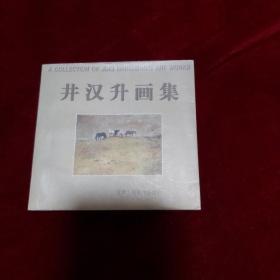 A COLLECTION OF JING HANSHENG ART WORKS
井汉升画集